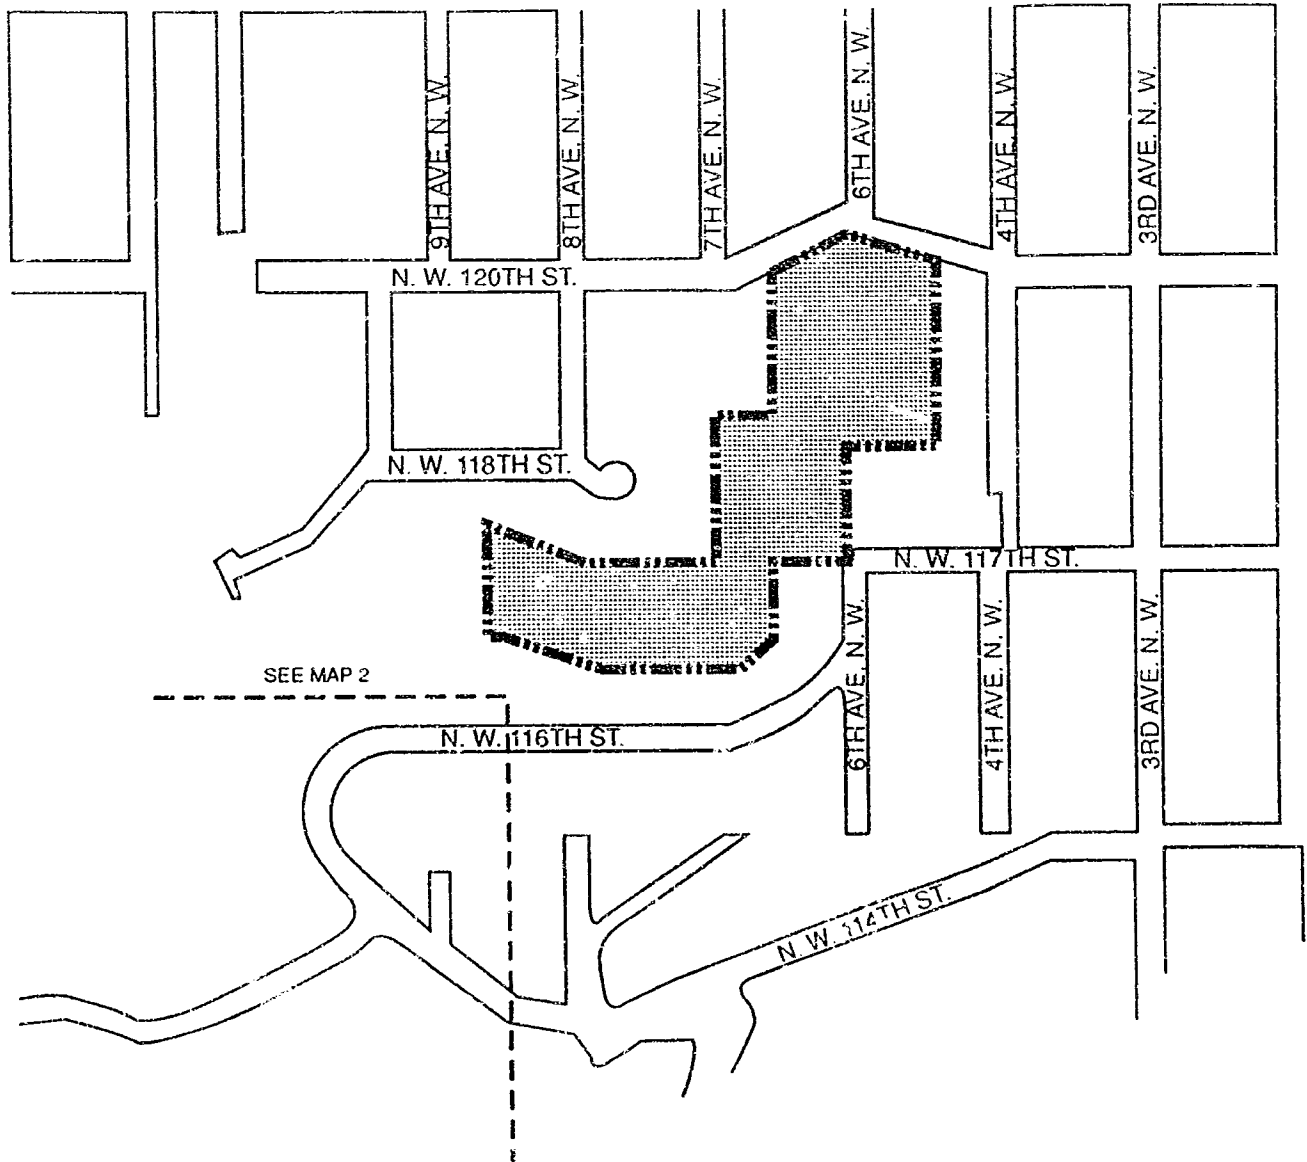 9TH AVE. N. W.
8TH AVE. N. W.
7TH AVE. N. W.
6TH AVE. N. W.
4TH AVE. N. W.
3RD AVE. N. W.
N. W. 120TH ST.
N. W. 118TH ST.
N. W. 117TH ST.
SEE MAP 2
N. W. 116TH ST.
6TH AVE. N. W.
4TH AVE. N. W.
3RD AVE. N. W.
N. W. 114TH ST.